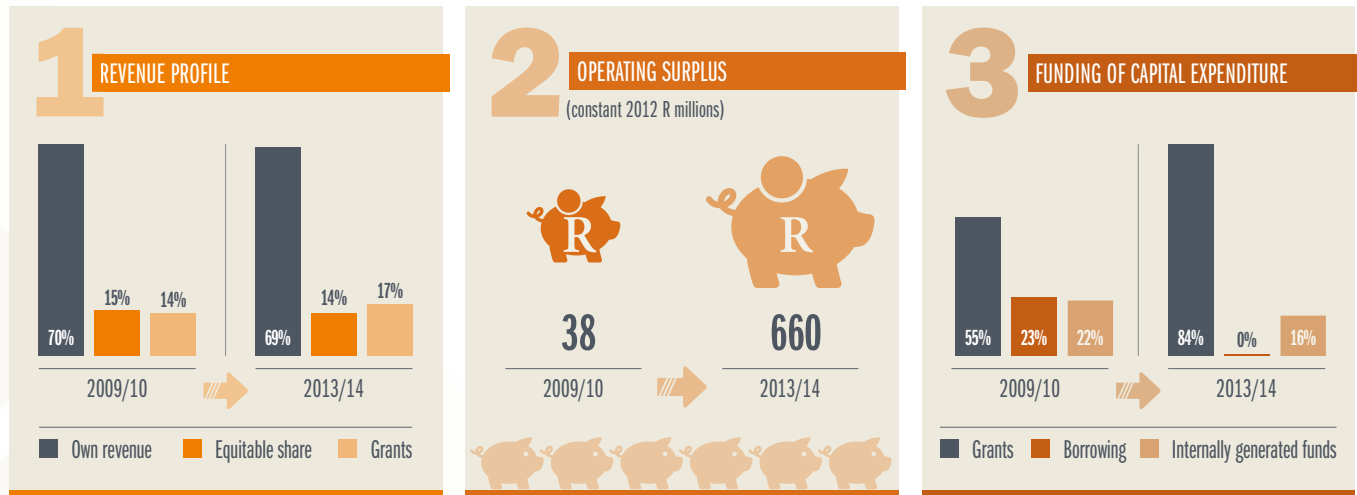 1
REVENUE PROFILE
70%
15%
14%
69%
14%
17%
2009/10
2013/14
Own revenue
Equitable share
Grants
2
OPERATING SURPLUS
(constant 2012 R millions)
R
R
38
660
2009/10
2013/14
3
FUNDING OF CAPITAL EXPENDITURE
55%
23%
22%
84%
0%
16%
2009/10
2013/14
Grants
Borrowing
Internally generated funds